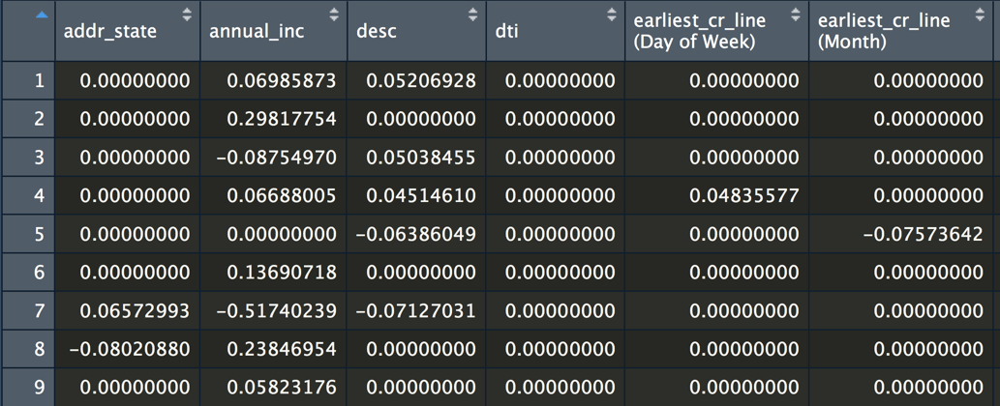 addr_state annual_inc desc dti earliest_cr_line (Day of Week) earliest_cr_line (Month)
1 0.00000000 0.06985873 0.05206928 0.00000000 0.00000000 0.00000000
2 0.00000000 0.29817754 0.00000000 0.00000000 0.00000000 0.00000000
3 0.00000000 -0.08754970 0.05038455 0.00000000 0.00000000 0.00000000
4 0.00000000 0.06688005 0.04514610 0.00000000 0.04835577 0.00000000
5 0.00000000 0.00000000 -0.06386049 0.00000000 0.00000000 -0.07573642
6 0.00000000 0.13690718 0.00000000 0.00000000 0.00000000 0.00000000
7 0.06572993 -0.51740239 -0.07127031 0.00000000 0.00000000 0.00000000
8 -0.08020880 0.23846954 0.00000000 0.00000000 0.00000000 0.00000000
9 0.00000000 0.05823176 0.00000000 0.00000000 0.00000000 0.00000000